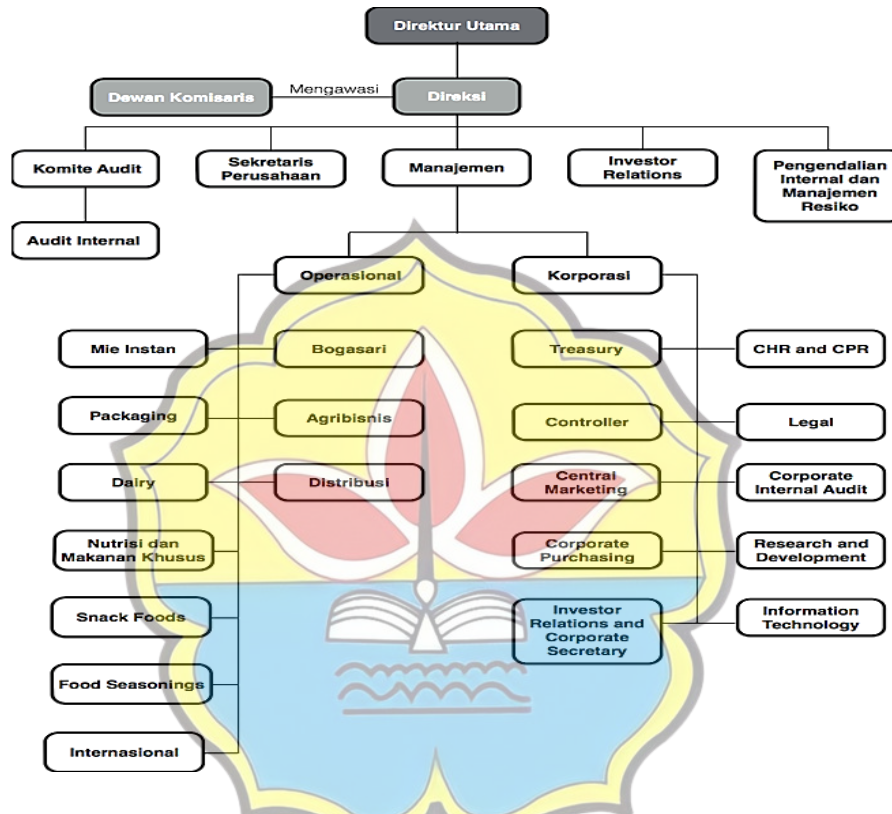 Direktur Utama
Dewan Komisaris
Mengawasi
Direksi
Komite Audit
Sekretaris
Perusahaan
Manajemen
Investor
Relations
Pengendalian
Internal dan
Manajemen
Resiko
Audit Internal
Operasional
Korporasi
Mie Instan
Bogasari
Treasury
CHR and CPR
Packaging
Agribisnis
Controller
Legal
Dairy
Distribusi
Central
Marketing
Corporate
Internal Audit
Nutrisi dan
Makanan Khusus
Corporate
Purchasing
Research and
Development
Snack Foods
Investor
Relations and
Corporate
Secretary
Information
Technology
Food Seasonings
Internasional